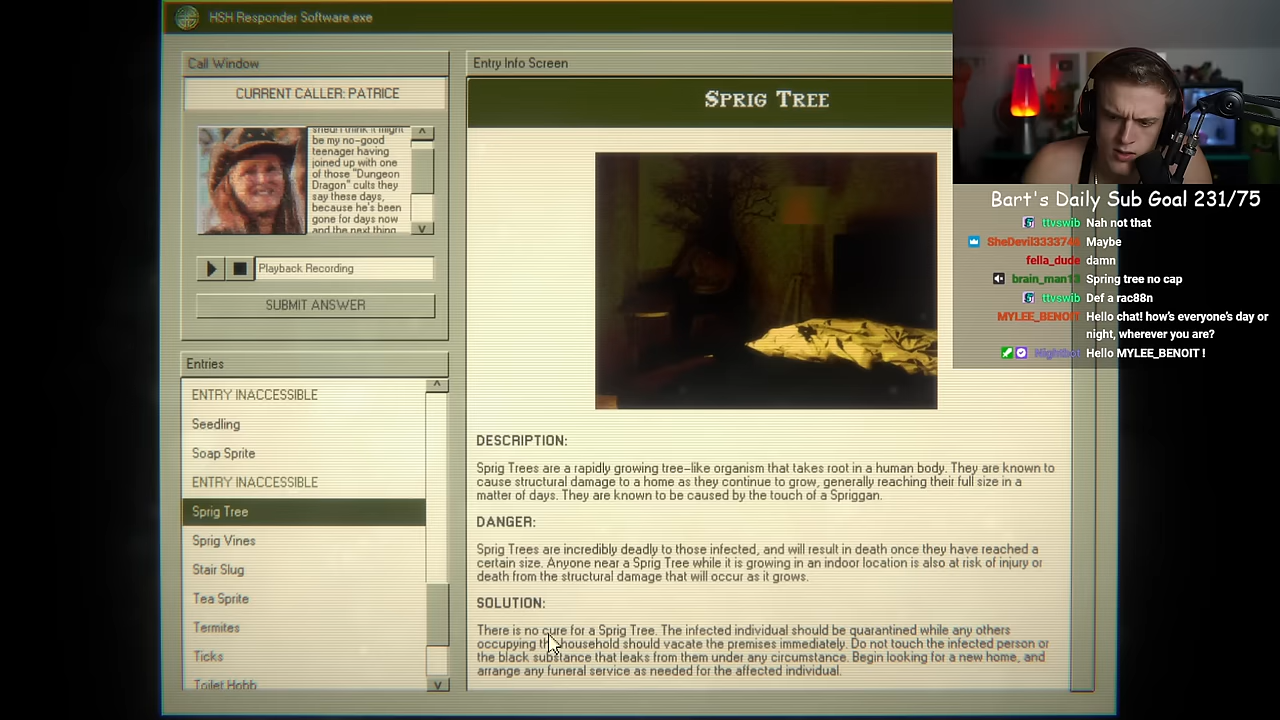 HSH Responder Software.exe
Call Window
CURRENT CALLER: PATRICE
shed! I think it might
be my no-good
teenager having
joined up with one
of those "Dungeon
Dragon" cults they
say these days,
because he's been
gone for days now
and the next thing
Playback Recording
SUBMIT ANSWER
Entries
ENTRY INACCESSIBLE
Seedling
Soap Sprite
ENTRY INACCESSIBLE
Sprig Tree
Sprig Vines
Stair Slug
Tea Sprite
Termites
Ticks
Toilet Hobb
Entry Info Screen
SPRIG TREE
DESCRIPTION:
Sprig Trees are a rapidly growing tree-like organism that takes root in a human body. They are known to
cause structural damage to a home as they continue to grow, generally reaching their full size in a
matter of days. They are known to be caused by the touch of a Spriggan.
DANGER:
Sprig Trees are incredibly deadly to those infected, and will result in death once they have reached a
certain size. Anyone near a Sprig Tree while it is growing in an indoor location is also at risk of injury or
death from the structural damage that will occur as it grows.
SOLUTION:
There is no cure for a Sprig Tree. The infected individual should be quarantined while any others
occupying the household should vacate the premises immediately. Do not touch the infected person or
the black substance that leaks from them under any circumstance. Begin looking for a new home, and
arrange any funeral service as needed for the affected individual.
Bart's Daily Sub Goal 231/75
ttvswib Nah not that
Maybe
fella_dude damn
Spring tree no cap
ttvswib Def a rac88n
MYLEE_BENOIT Hello chat! how's everyone's day or
night, wherever you are?
Nightbot Hello MYLEE_BENOIT !